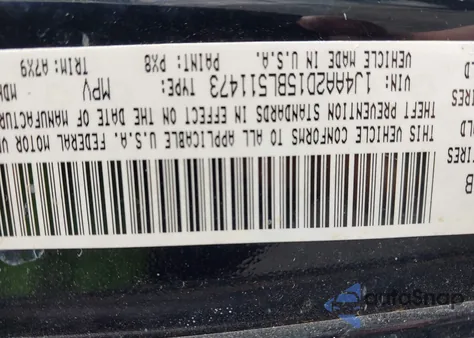 THIS VEHICLE CONFORMS TO ALL APPLICABLE U.S.A. FEDERAL MOTOR
THEFT PREVENTION STANDARDS IN EFFECT ON THE DATE OF
VIN: 1J4AA2D15BL511473 TYPE: MPV
VEHICLE MADE IN U.S.A. PAINT: PX8 TRIM: A7X9
autoSnap